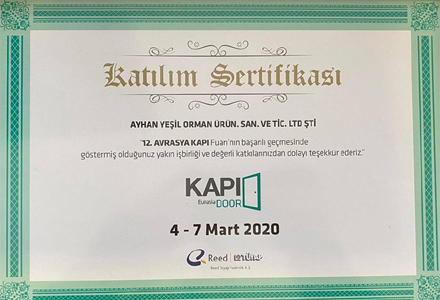 Katılım Sertifikası
AYHAN YEŞİL ORMAN ÜRÜN. SAN. VE TİC. LTD ŞTİ
"12. AVRASYA KAPI Fuarı'nın başarılı geçmesinde
göstermiş olduğunuz yakın işbirliği ve değerli katkılarınızdan dolayı teşekkür ederiz."
KAPI
Eurasia DOOR
4 - 7 Mart 2020
Reed